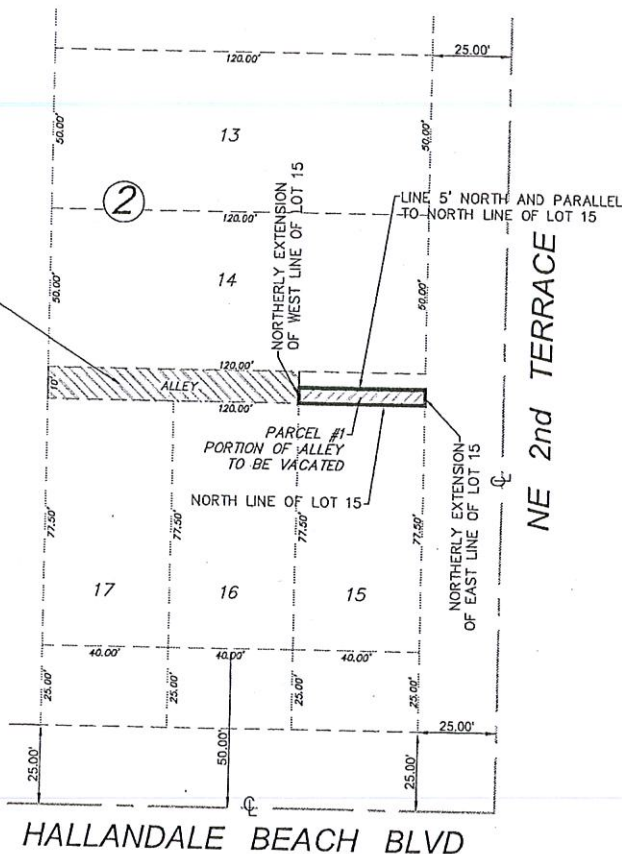 120.00'
25.00'
50.00'
13
50.00'
2
120.00'
NORTHERLY EXTENSION
OF WEST LINE OF LOT 15
LINE 5' NORTH AND PARALLEL
TO NORTH LINE OF LOT 15
14
50.00'
50.00'
NE 2nd TERRACE
120.00'
10'
ALLEY
120.00'
PARCEL #1
PORTION OF ALLEY
TO BE VACATED
NORTH LINE OF LOT 15
NORTHERLY EXTENSION
OF EAST LINE OF LOT 15
CL
77.50'
77.50'
77.50'
77.50'
17
16
15
40.00'
40.00'
40.00'
25.00'
25.00'
25.00'
25.00'
25.00'
25.00'
50.00'
25.00'
CL
HALLANDALE BEACH BLVD